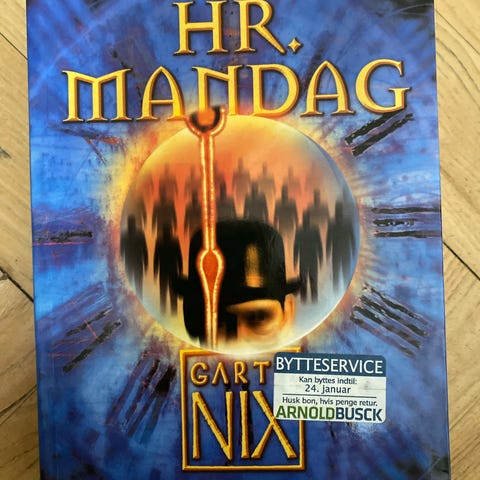 HR.
MANDAG
GART
NIX
BYTTESERVICE
Kan byttes indtil:
24. januar
Husk bon, hvis penge retur.
ARNOLDBUSCK